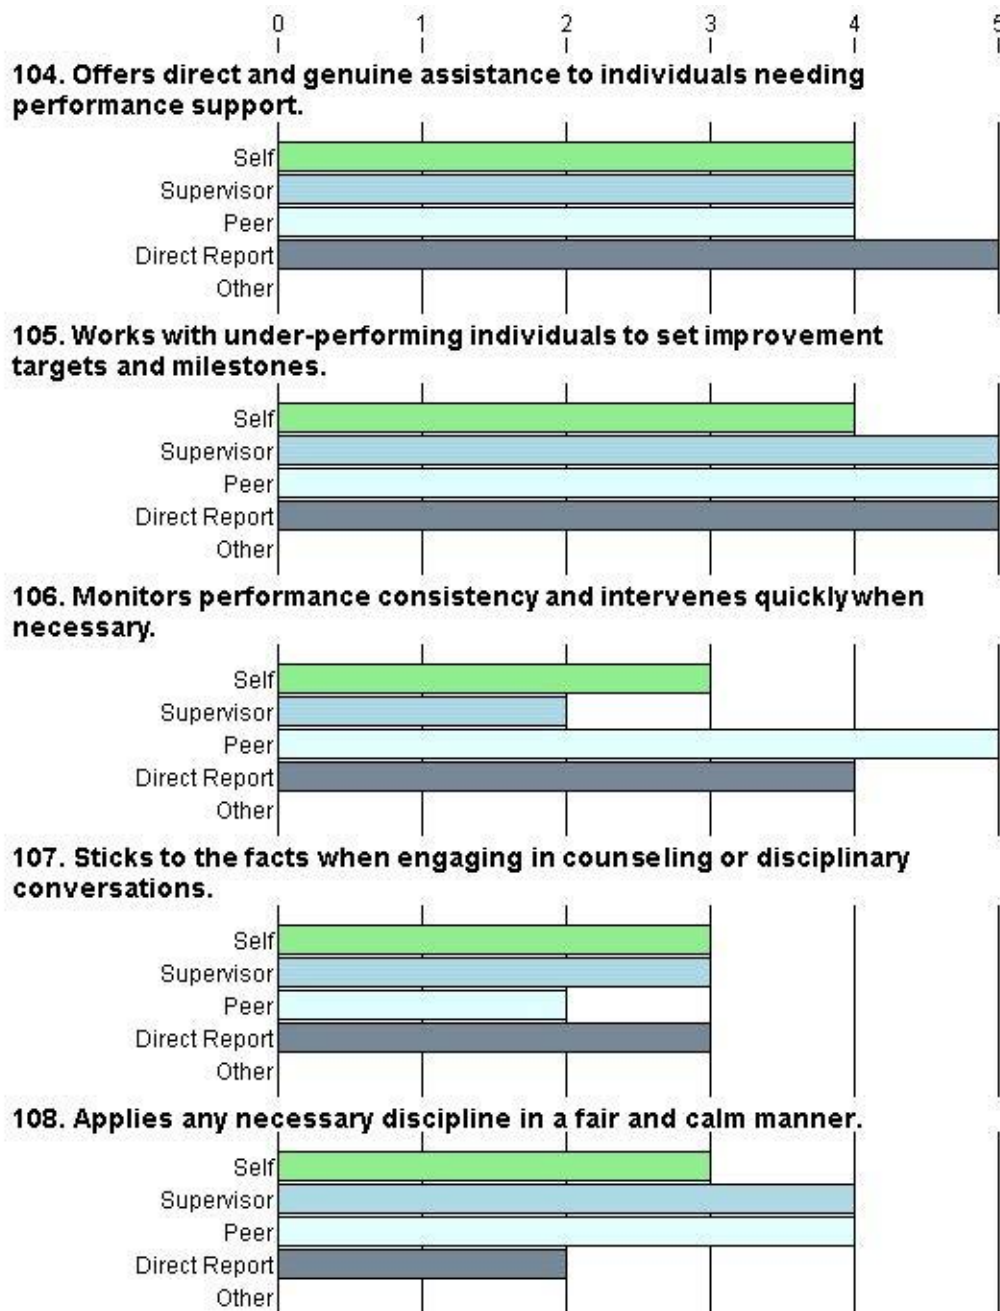 0 1 2 3 4 5
104. Offers direct and genuine assistance to individuals needing
performance support.
Self
Supervisor
Peer
Direct Report
Other
105. Works with under-performing individuals to set improvement
targets and milestones.
Self
Supervisor
Peer
Direct Report
Other
106. Monitors performance consistency and intervenes quickly when
necessary.
Self
Supervisor
Peer
Direct Report
Other
107. Sticks to the facts when engaging in counseling or disciplinary
conversations.
Self
Supervisor
Peer
Direct Report
Other
108. Applies any necessary discipline in a fair and calm manner.
Self
Supervisor
Peer
Direct Report
Other